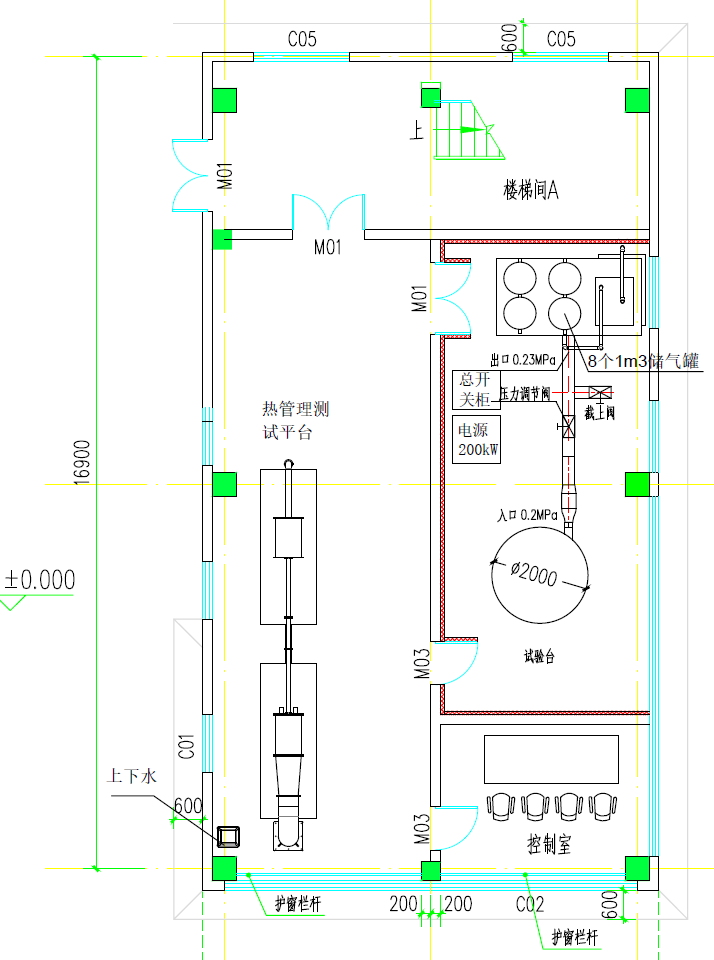 C05
600
C05
上
M01
楼梯间A
M01
M01
出口 0.23MPa
8个1m3储气罐
总开
关柜
压力调节阀
截上阀
热管理测
试平台
电源
200kW
16900
入口 0.2MPa
ø2000
±0.000
试验台
M03
C01
上下水
600
M03
控制室
护窗栏杆
200
200
C02
600
护窗栏杆